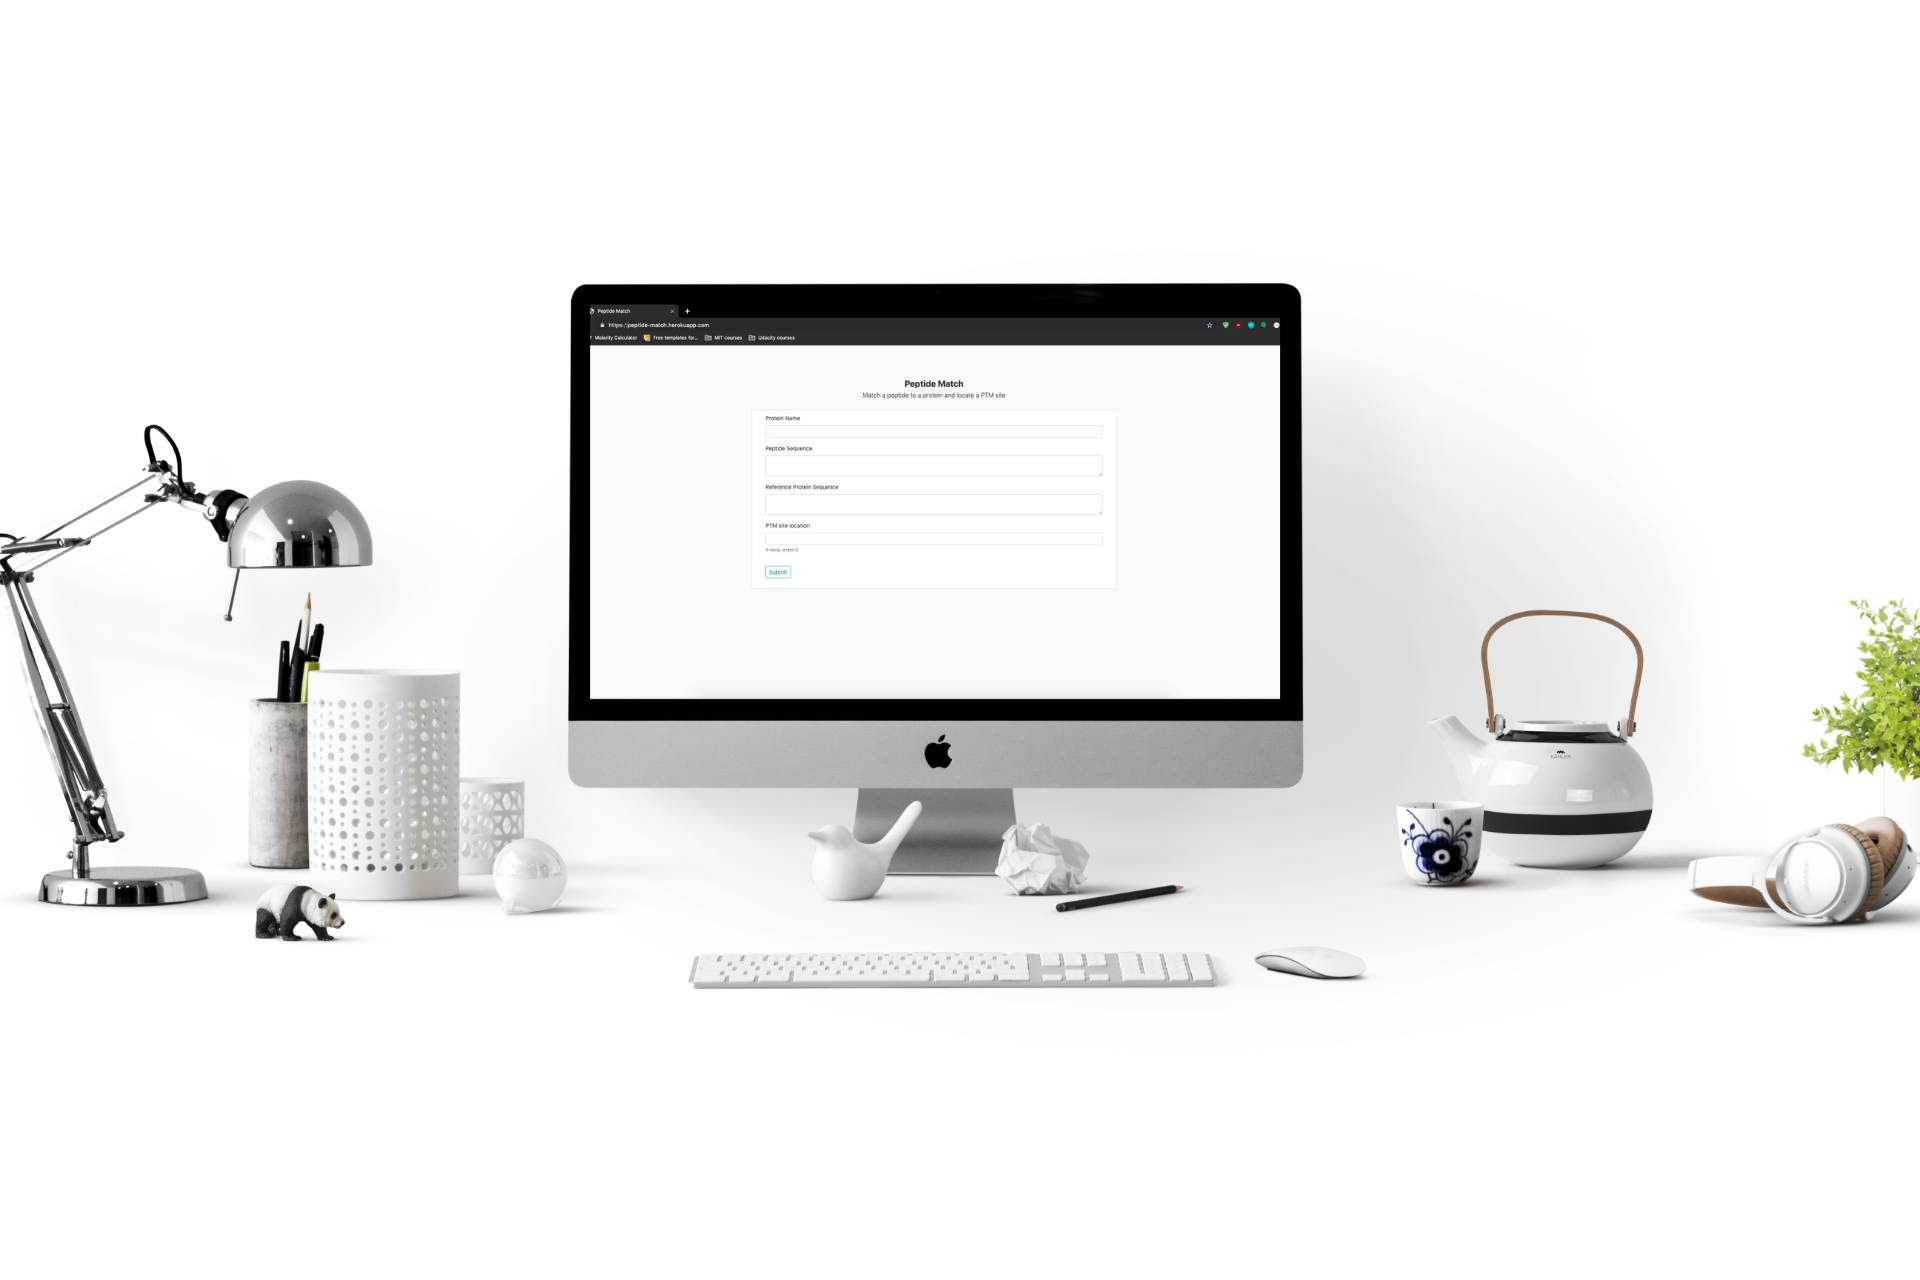 Peptide Match
https://peptide-match.herokuapp.com
Molarity Calculator Free templates for... MIT courses Udacity courses
Peptide Match
Match a peptide to a protein and locate a PTM site
Protein Name
Peptide Sequence
Reference Protein Sequence
PTM site location
If none, enter 0.
Submit
KÄHLER